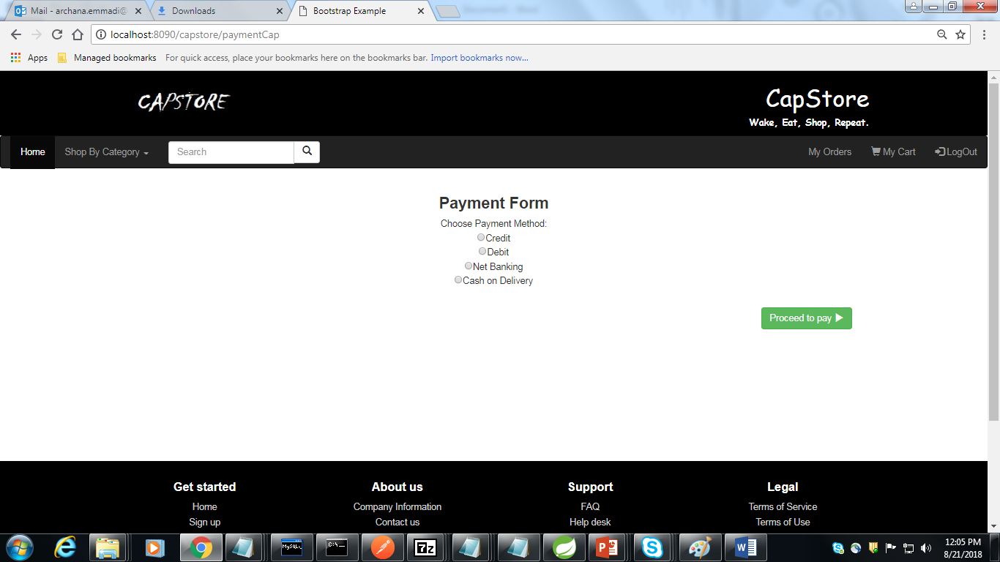 Mail - archana.emmadi@
Downloads
Bootstrap Example
localhost:8090/capstore/paymentCap
Apps
Managed bookmarks
For quick access, place your bookmarks here on the bookmarks bar. Import bookmarks now...
CAPSTORE
CapStore
Wake, Eat, Shop, Repeat.
Home
Shop By Category
Search
My Orders
My Cart
LogOut
Payment Form
Choose Payment Method:
Credit
Debit
Net Banking
Cash on Delivery
Proceed to pay
Get started
About us
Support
Legal
Home
Company Information
FAQ
Terms of Service
Sign up
Contact us
Help desk
Terms of Use
12:05 PM
8/21/2018